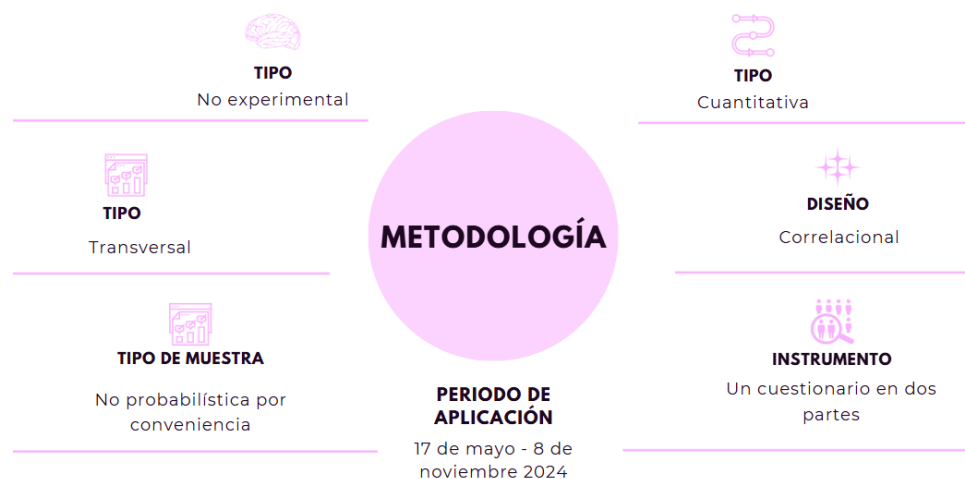 TIPO
No experimental
TIPO
Transversal
TIPO DE MUESTRA
No probabilística por
conveniencia
METODOLOGÍA
PERIODO DE
APLICACIÓN
17 de mayo - 8 de
noviembre 2024
TIPO
Cuantitativa
DISEÑO
Correlacional
INSTRUMENTO
Un cuestionario en dos
partes